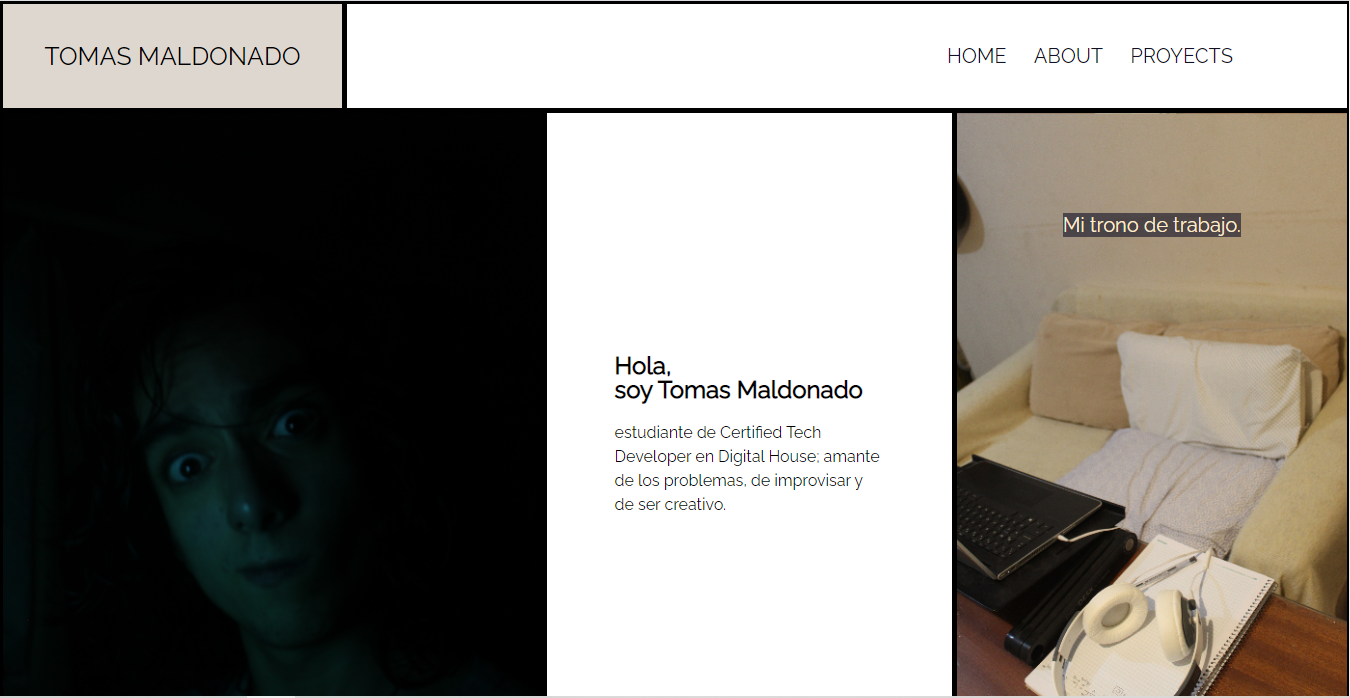 TOMAS MALDONADO
HOME ABOUT PROYECTS
Hola,
soy Tomas Maldonado
estudiante de Certified Tech
Developer en Digital House; amante
de los problemas, de improvisar y
de ser creativo.
Mi trono de trabajo.